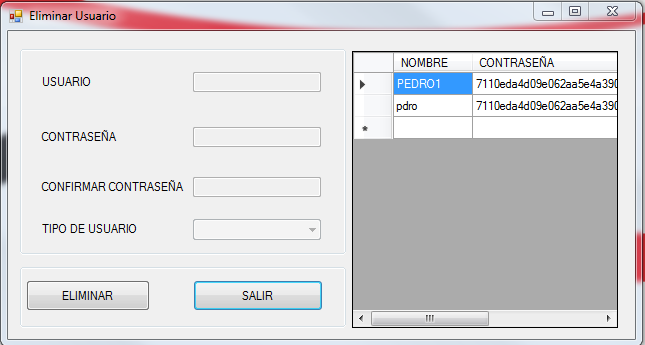 Eliminar Usuario
USUARIO
CONTRASEÑA
CONFIRMAR CONTRASEÑA
TIPO DE USUARIO
ELIMINAR
SALIR
NOMBRE CONTRASEÑA
PEDRO1 7110eda4d09e062aa5e4a390
pdro 7110eda4d09e062aa5e4a390